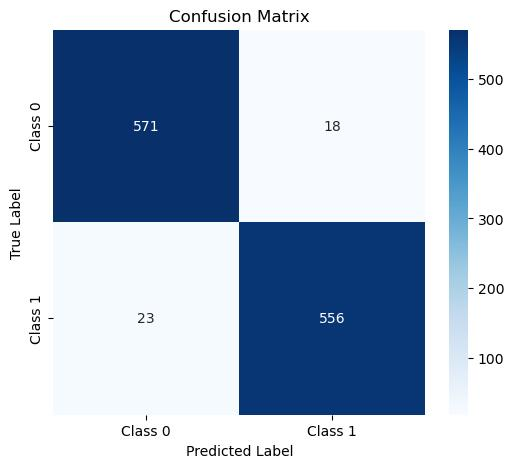 Confusion Matrix
Class 0
571
18
Class 1
23
556
True Label
Class 0
Class 1
Predicted Label
500
400
300
200
100